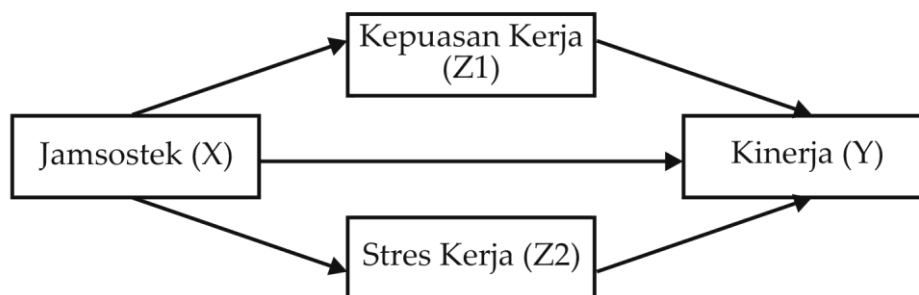 Kepuasan Kerja
(Z1)
Jamsostek (X)
Kinerja (Y)
Stres Kerja (Z2)